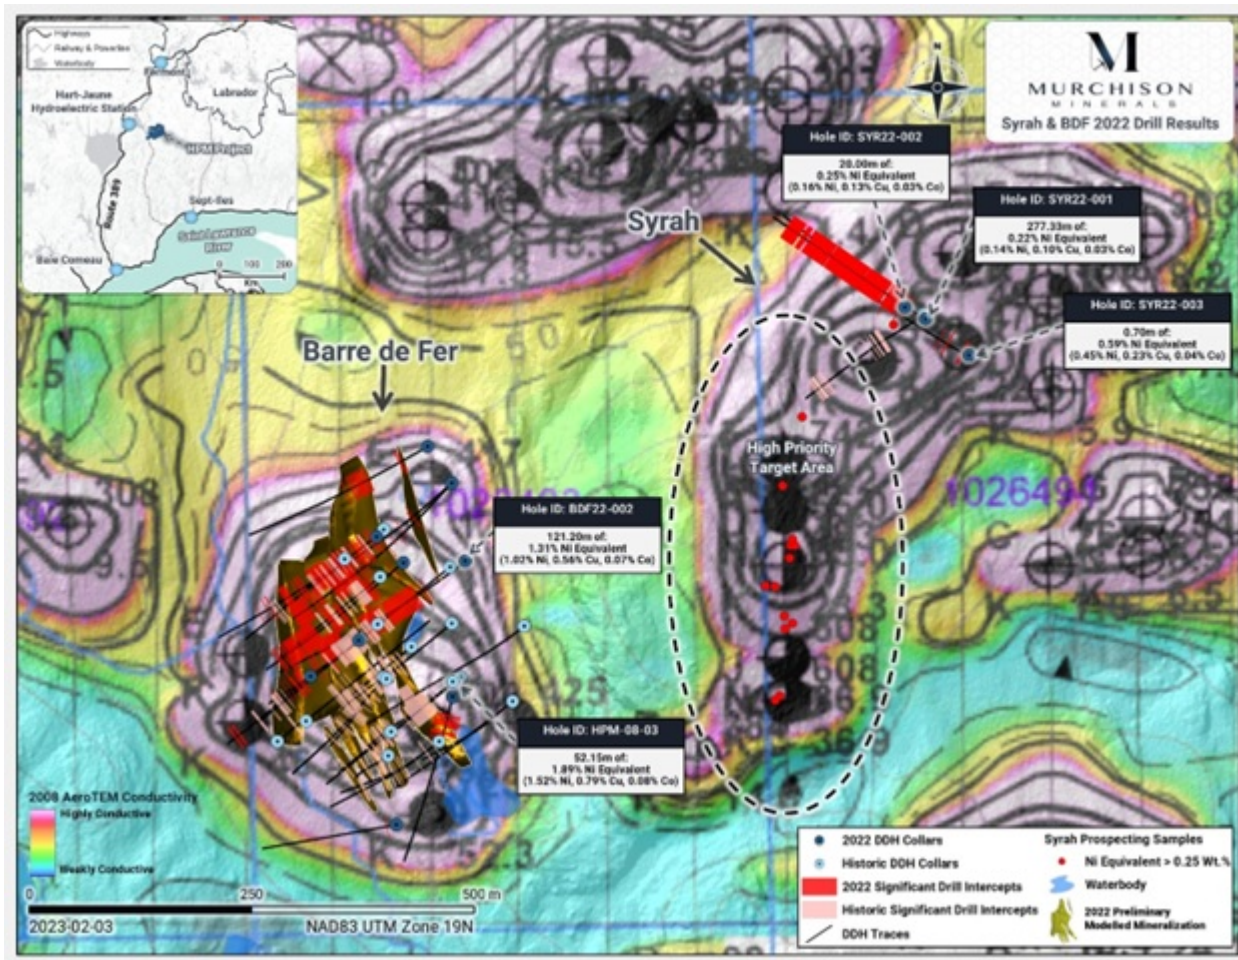 Highways
Railway & Powerline
Waterbody
Fermont
Hart-Jaune
Hydroelectric Station
Labrador
HPM Project
Route 389
Sept-Iles
Saint Lawrence
River
Baie Comeau
0 100 200
Km
N
MURCHISON
MINERALS
Syrah & BDF 2022 Drill Results
Hole ID: SYR22-002
20.00m of:
0.25% Ni Equivalent
(0.16% Ni, 0.13% Cu, 0.03% Co)
Hole ID: SYR22-001
277.33m of:
0.22% Ni Equivalent
(0.14% Ni, 0.10% Cu, 0.03% Co)
Hole ID: SYR22-003
0.70m of:
0.59% Ni Equivalent
(0.45% Ni, 0.23% Cu, 0.04% Co)
Syrah
Barre de Fer
High Priority
Target Area
1026494
Hole ID: BDF22-002
121.20m of:
1.31% Ni Equivalent
(1.02% Ni, 0.56% Cu, 0.07% Co)
Hole ID: HPM-08-03
52.15m of:
1.89% Ni Equivalent
(1.52% Ni, 0.79% Cu, 0.08% Co)
2008 AeroTEM Conductivity
Highly Conductive
Weakly Conductive
0 250 500 m
2023-02-03
NAD83 UTM Zone 19N
2022 DDH Collars
Historic DDH Collars
2022 Significant Drill Intercepts
Historic Significant Drill Intercepts
DDH Traces
Syrah Prospecting Samples
Ni Equivalent > 0.25 Wt.%
Waterbody
2022 Preliminary
Modelled Mineralization